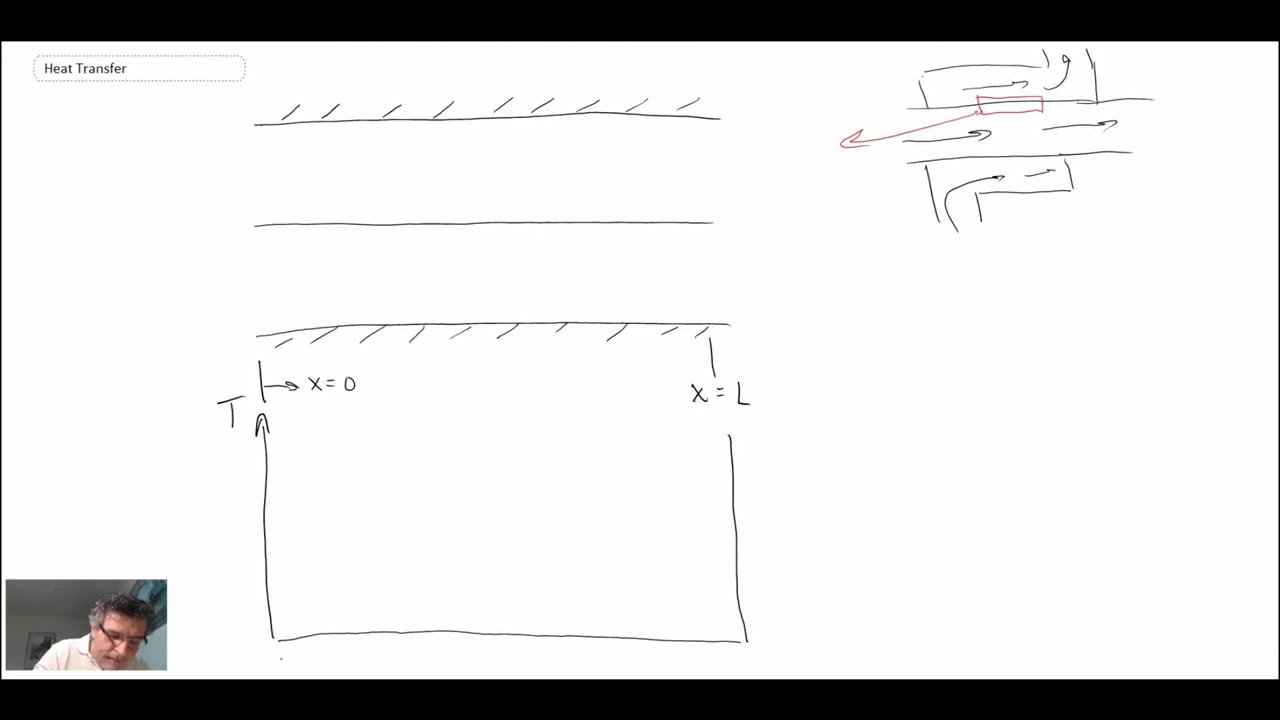 Heat Transfer
x = 0
x = L
T